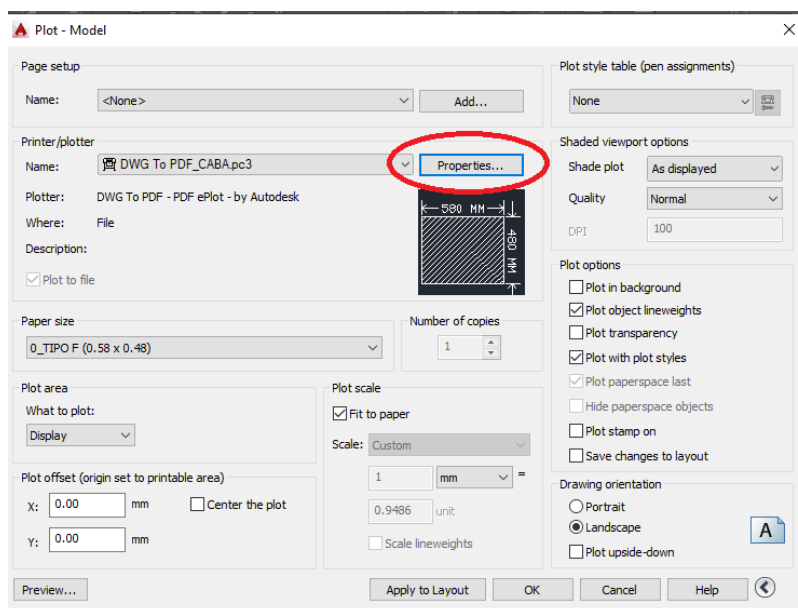 Plot - Model
Page setup
Name: <None> Add...
Printer/plotter
Name: DWG To PDF_CABA.pc3 Properties...
Plotter: DWG To PDF - PDF ePlot - by Autodesk
Where: File
Description:
Plot to file
580 MM
480 MM
Paper size
0_TIPO F (0.58 x 0.48)
Number of copies
1
Plot area
What to plot:
Display
Plot offset (origin set to printable area)
X: 0.00 mm Center the plot
Y: 0.00 mm
Plot scale
Fit to paper
Scale: Custom
1 mm =
0.9486 unit
Scale lineweights
Plot style table (pen assignments)
None
Shaded viewport options
Shade plot As displayed
Quality Normal
DPI 100
Plot options
Plot in background
Plot object lineweights
Plot transparency
Plot with plot styles
Plot paperspace last
Hide paperspace objects
Plot stamp on
Save changes to layout
Drawing orientation
Portrait
Landscape
Plot upside-down
A
Preview... Apply to Layout OK Cancel Help